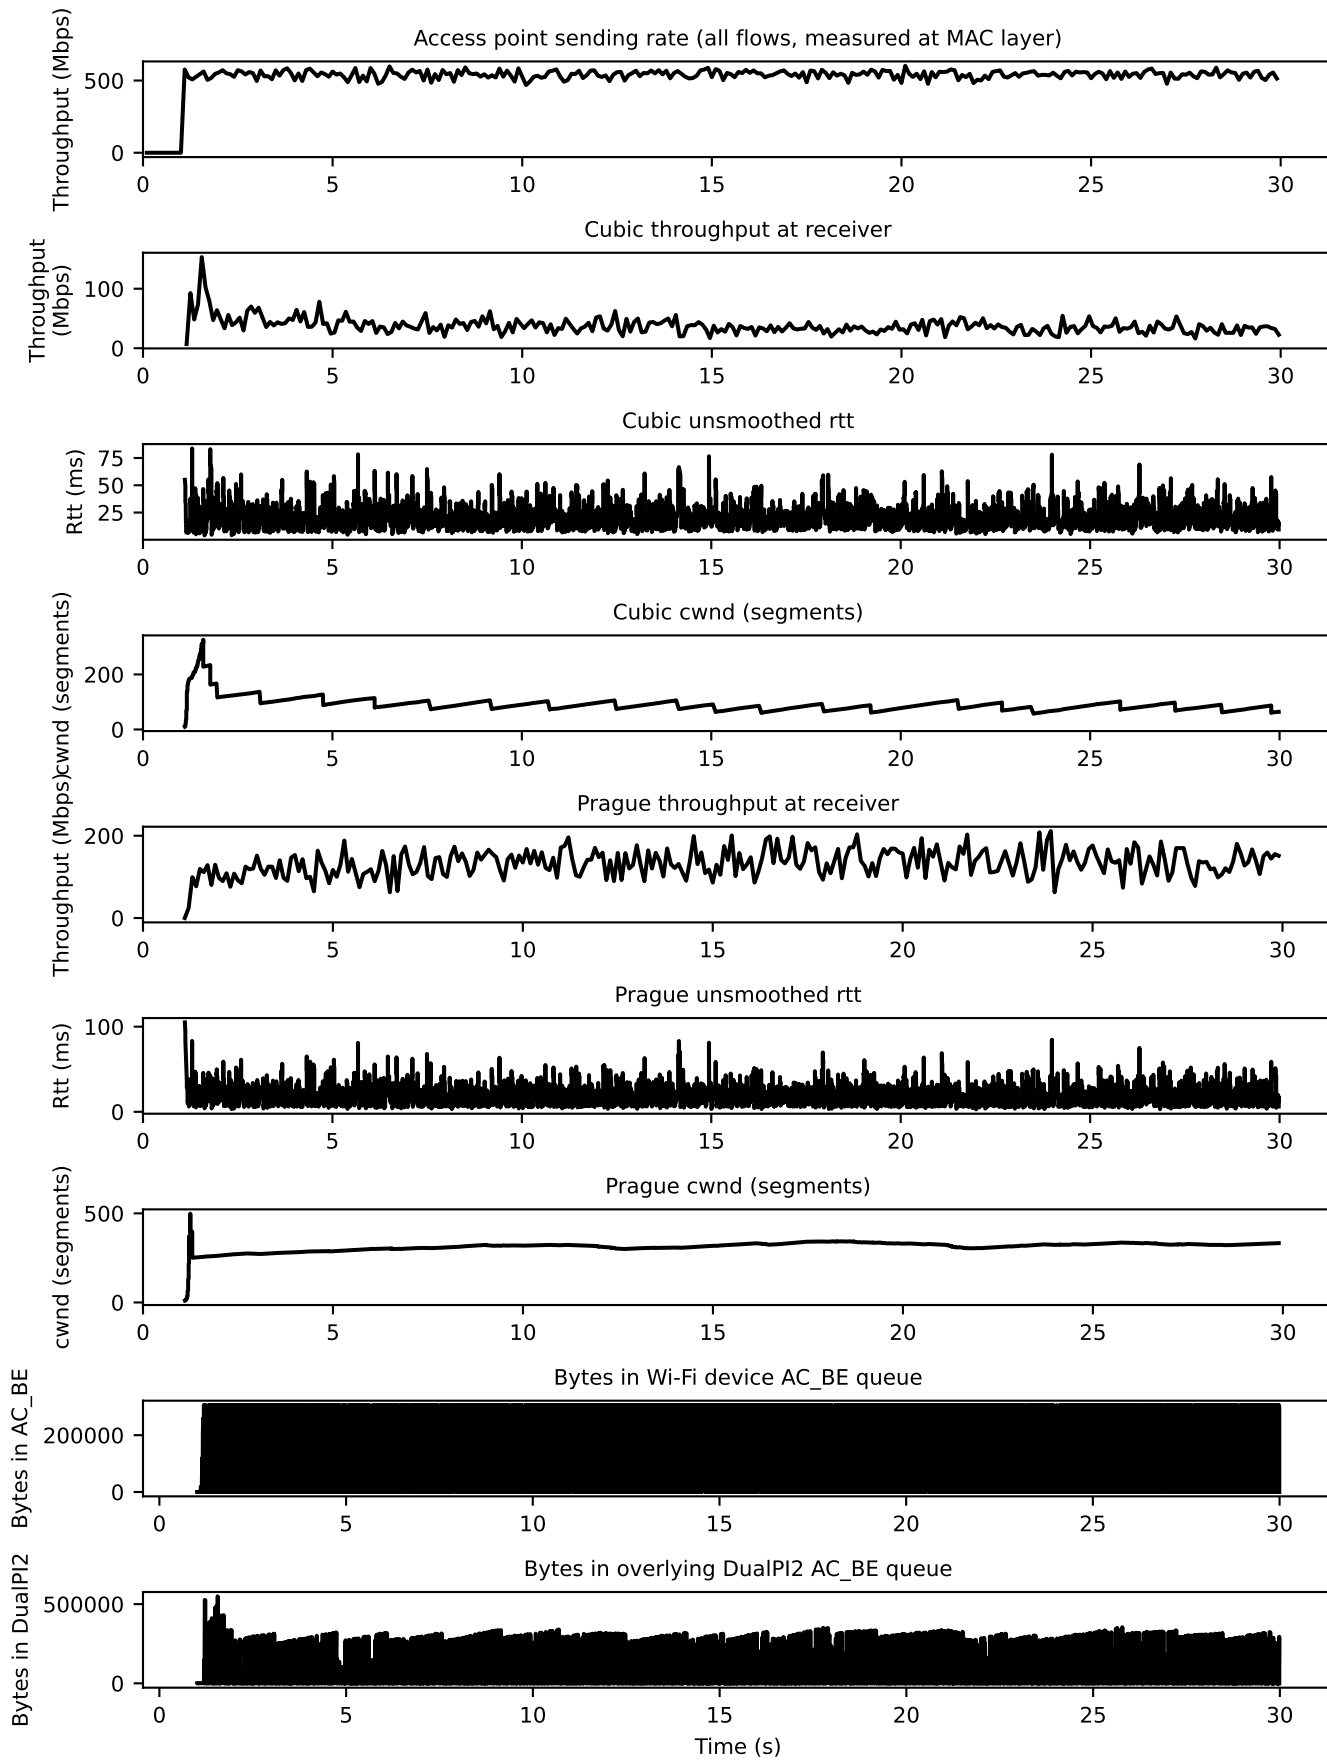 Access point sending rate (all flows, measured at MAC layer)
Throughput (Mbps)
500
0
0 5 10 15 20 25 30
Cubic throughput at receiver
Throughput
(Mbps)
100
0
0 5 10 15 20 25 30
Cubic unsmoothed rtt
Rtt (ms)
75
50
25
0 5 10 15 20 25 30
Cubic cwnd (segments)
cwnd (segments)
200
0
0 5 10 15 20 25 30
Prague throughput at receiver
Throughput (Mbps)
200
0
0 5 10 15 20 25 30
Prague unsmoothed rtt
Rtt (ms)
100
0
0 5 10 15 20 25 30
Prague cwnd (segments)
cwnd (segments)
500
0
0 5 10 15 20 25 30
Bytes in Wi-Fi device AC_BE queue
Bytes in AC_BE
200000
0
0 5 10 15 20 25 30
Bytes in overlying DualPI2 AC_BE queue
Bytes in DualPI2
500000
0
0 5 10 15 20 25 30
Time (s)